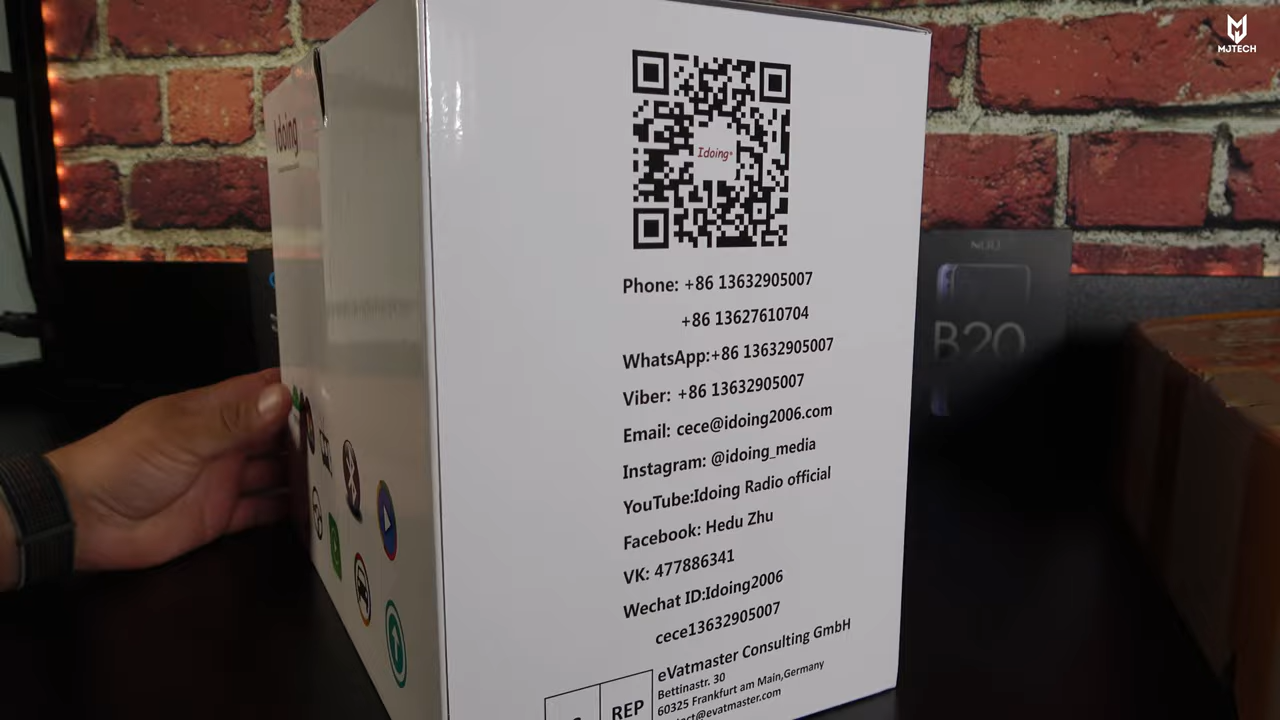 MJTECH
Idoing
Idoing
Phone: +86 13632905007
+86 13627610704
WhatsApp:+86 13632905007
Viber: +86 13632905007
Email: cece@idoing2006.com
Instagram: @idoing_media
YouTube:Idoing Radio official
Facebook: Hedu Zhu
VK: 477886341
Wechat ID:Idoing2006
cece13632905007
eVatmaster Consulting GmbH
Bettinastr. 30
60325 Frankfurt am Main,Germany
REP
B20